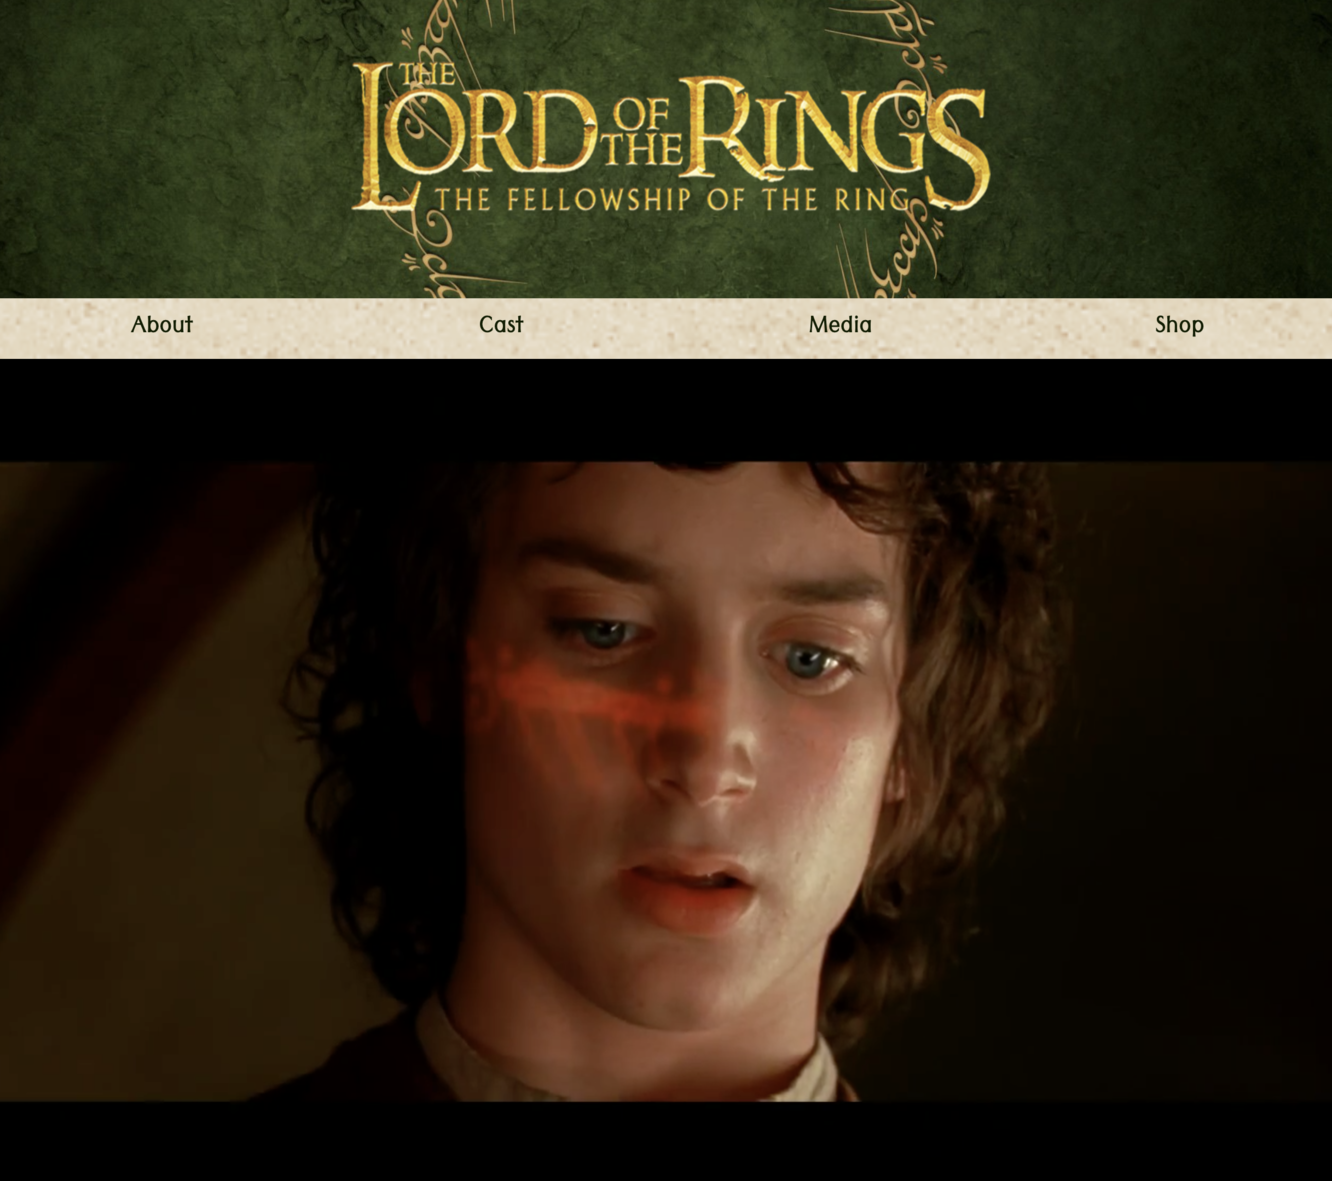 THE
LORD OF THE RINGS
THE FELLOWSHIP OF THE RING
About Cast Media Shop